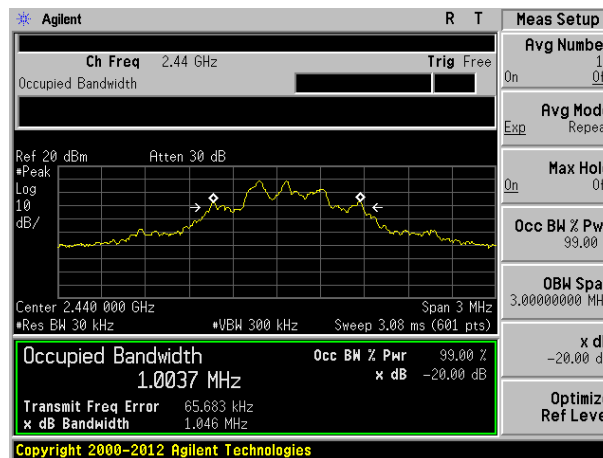 Agilent R T
Ch Freq 2.44 GHz Trig Free
Occupied Bandwidth
Ref 20 dBm Atten 30 dB
#Peak
Log
10
dB/
Center 2.440 000 GHz Span 3 MHz
#Res BW 30 kHz #VBW 300 kHz Sweep 3.08 ms (601 pts)
Occupied Bandwidth Occ BW % Pwr 99.00 %
1.0037 MHz x dB -20.00 dB
Transmit Freq Error 65.683 kHz
x dB Bandwidth 1.046 MHz
Copyright 2000-2012 Agilent Technologies
Meas Setup
Avg Numbe
1
On O
Avg Mod
Exp Repea
Max Hol
On Of
Occ BW % Pw
99.00
OBW Spa
3.00000000 MH
x d
-20.00 d
Optimiz
Ref Leve